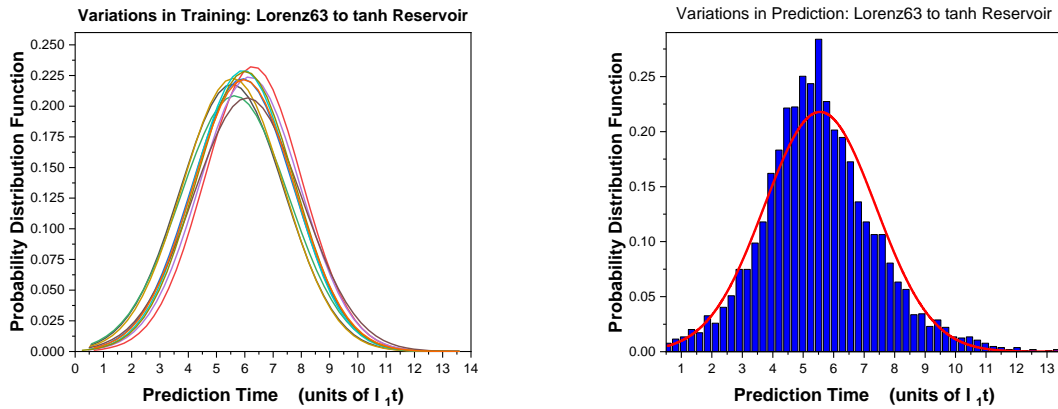 Variations in Training: Lorenz63 to tanh Reservoir
0.250
0.225
0.200
0.175
0.150
0.125
0.100
0.075
0.050
0.025
0.000
Probability Distribution Function
0 1 2 3 4 5 6 7 8 9 10 11 12 13 14
Prediction Time (units of l 1t)
Variations in Prediction: Lorenz63 to tanh Reservoir
0.25
0.20
0.15
0.10
0.05
0.00
Probability Distribution Function
1 2 3 4 5 6 7 8 9 10 11 12 13
Prediction Time (units of l 1t)